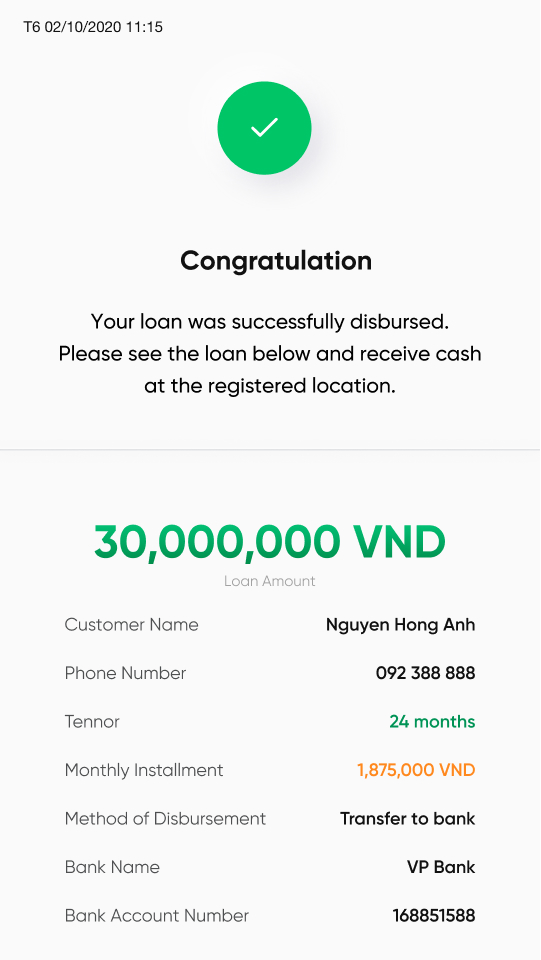 T6 02/10/2020 11:15
Congratulation
Your loan was successfully disbursed.
Please see the loan below and receive cash
at the registered location.
30,000,000 VND
Loan Amount
Customer Name Nguyen Hong Anh
Phone Number 092 388 888
Tennor 24 months
Monthly Installment 1,875,000 VND
Method of Disbursement Transfer to bank
Bank Name VP Bank
Bank Account Number 168851588